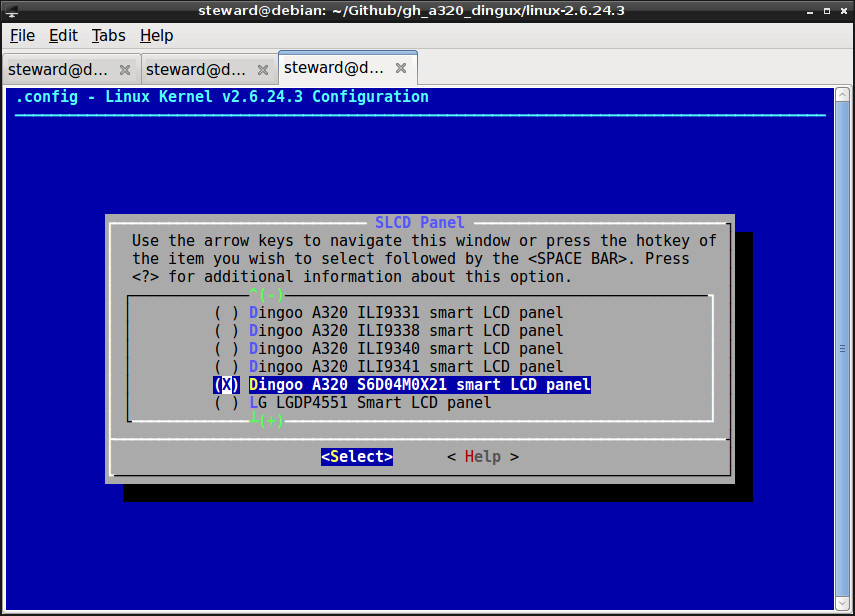 steward@debian: ~/Github/gh_a320_dingux/linux-2.6.24.3
File Edit Tabs Help
steward@d... steward@d... steward@d...
.config - Linux Kernel v2.6.24.3 Configuration
SLCD Panel
Use the arrow keys to navigate this window or press the hotkey of
the item you wish to select followed by the <SPACE BAR>. Press
<?> for additional information about this option.
^(-)
( ) Dingoo A320 ILI9331 smart LCD panel
( ) Dingoo A320 ILI9338 smart LCD panel
( ) Dingoo A320 ILI9340 smart LCD panel
( ) Dingoo A320 ILI9341 smart LCD panel
(X) Dingoo A320 S6D04M0X21 smart LCD panel
( ) LG LGDP4551 Smart LCD panel
┴(+)
<Select> < Help >